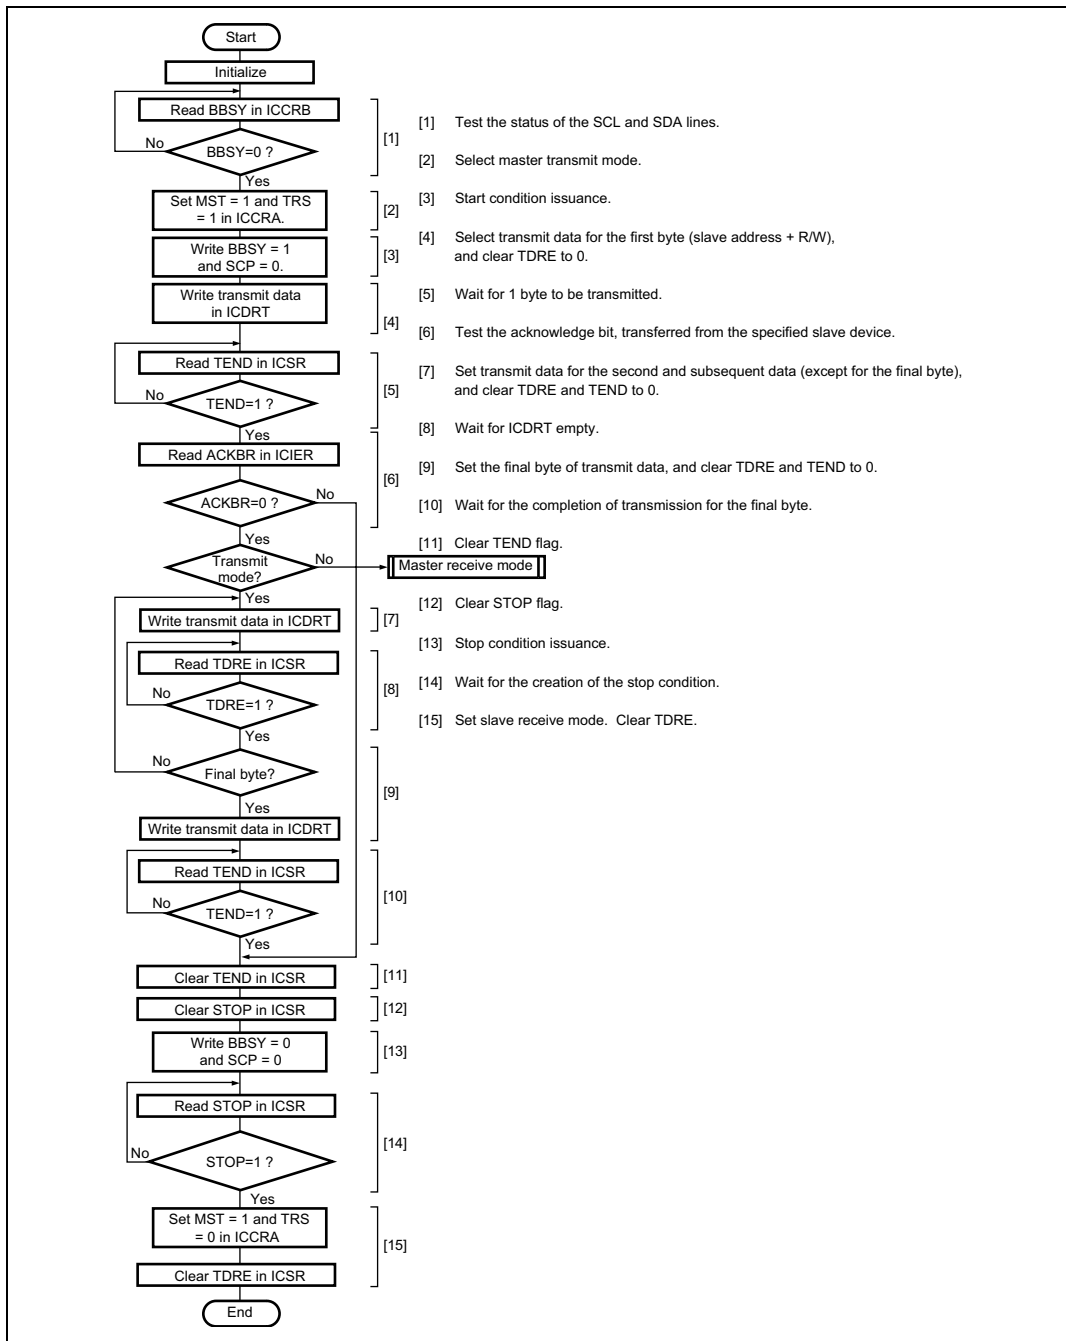 Start
Initialize
Read BBSY in ICCRB
BBSY=0 ?
No
Yes
[1]
Set MST = 1 and TRS
= 1 in ICCRA.
[2]
Write BBSY = 1
and SCP = 0.
[3]
Write transmit data
in ICDRT
[4]
Read TEND in ICSR
TEND=1 ?
No
Yes
[5]
Read ACKBR in ICIER
ACKBR=0 ?
No
Yes
[6]
Transmit
mode?
No
Master receive mode
Yes
Write transmit data in ICDRT
[7]
Read TDRE in ICSR
TDRE=1 ?
No
Yes
[8]
Final byte?
No
Yes
[9]
Write transmit data in ICDRT
Read TEND in ICSR
TEND=1 ?
No
Yes
[10]
Clear TEND in ICSR
[11]
Clear STOP in ICSR
[12]
Write BBSY = 0
and SCP = 0
[13]
Read STOP in ICSR
STOP=1 ?
No
Yes
[14]
Set MST = 1 and TRS
= 0 in ICCRA
[15]
Clear TDRE in ICSR
End
[1] Test the status of the SCL and SDA lines.
[2] Select master transmit mode.
[3] Start condition issuance.
[4] Select transmit data for the first byte (slave address + R/W),
and clear TDRE to 0.
[5] Wait for 1 byte to be transmitted.
[6] Test the acknowledge bit, transferred from the specified slave device.
[7] Set transmit data for the second and subsequent data (except for the final byte),
and clear TDRE and TEND to 0.
[8] Wait for ICDRT empty.
[9] Set the final byte of transmit data, and clear TDRE and TEND to 0.
[10] Wait for the completion of transmission for the final byte.
[11] Clear TEND flag.
[12] Clear STOP flag.
[13] Stop condition issuance.
[14] Wait for the creation of the stop condition.
[15] Set slave receive mode. Clear TDRE.